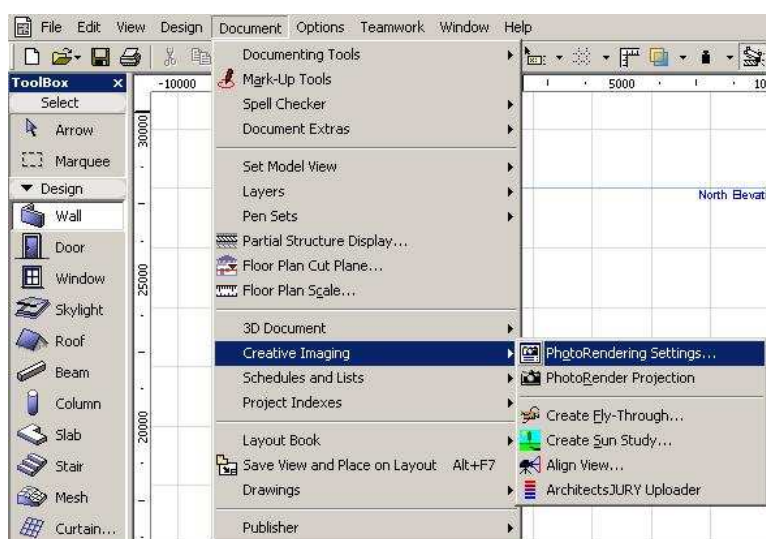 File Edit View Design Document Options Teamwork Window Help
ToolBox x
Select
Arrow
Marquee
Design
Wall
Door
Window
Skylight
Roof
Beam
Column
Slab
Stair
Mesh
Curtain...
-10000
30000
25000
20000
Documenting Tools
Mark-Up Tools
Spell Checker
Document Extras
Set Model View
Layers
Pen Sets
Partial Structure Display...
Floor Plan Cut Plane...
Floor Plan Scale...
3D Document
Creative Imaging
Schedules and Lists
Project Indexes
Layout Book
Save View and Place on Layout Alt+F7
Drawings
Publisher
5000
10
North Elevati
PhotoRendering Settings...
PhotoRender Projection
Create Fly-Through...
Create Sun Study...
Align View...
ArchitectsJURY Uploader